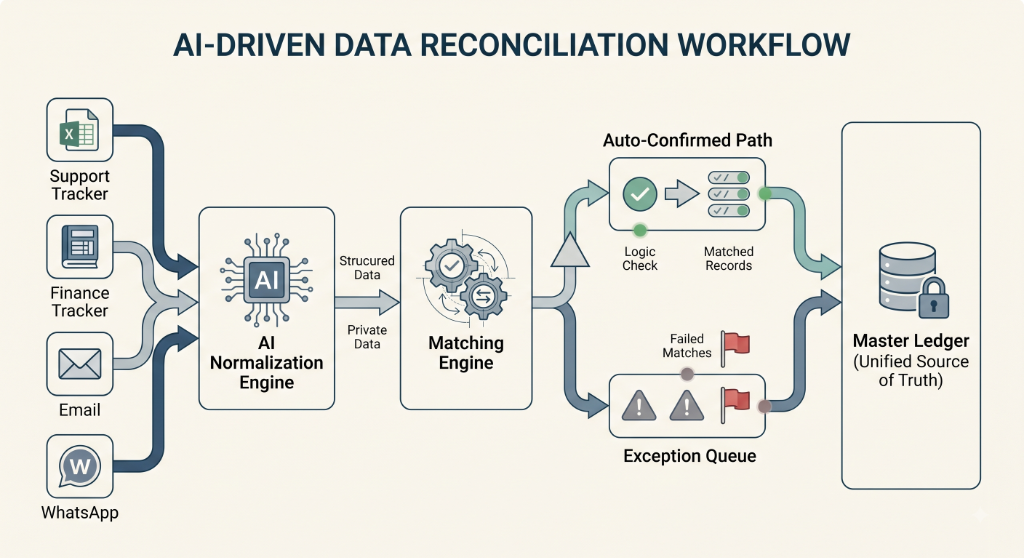 AI-DRIVEN DATA RECONCILIATION WORKFLOW
X
Support
Tracker
Finance
Tracker
Email
W
WhatsApp
AI
AI
Normalization
Engine
Strucured
Data
Private
Data
Matching
Engine
Auto-Confirmed Path
Logic
Check
Matched
Records
Failed
Matches
Exception Queue
Master Ledger
(Unified Source
of Truth)